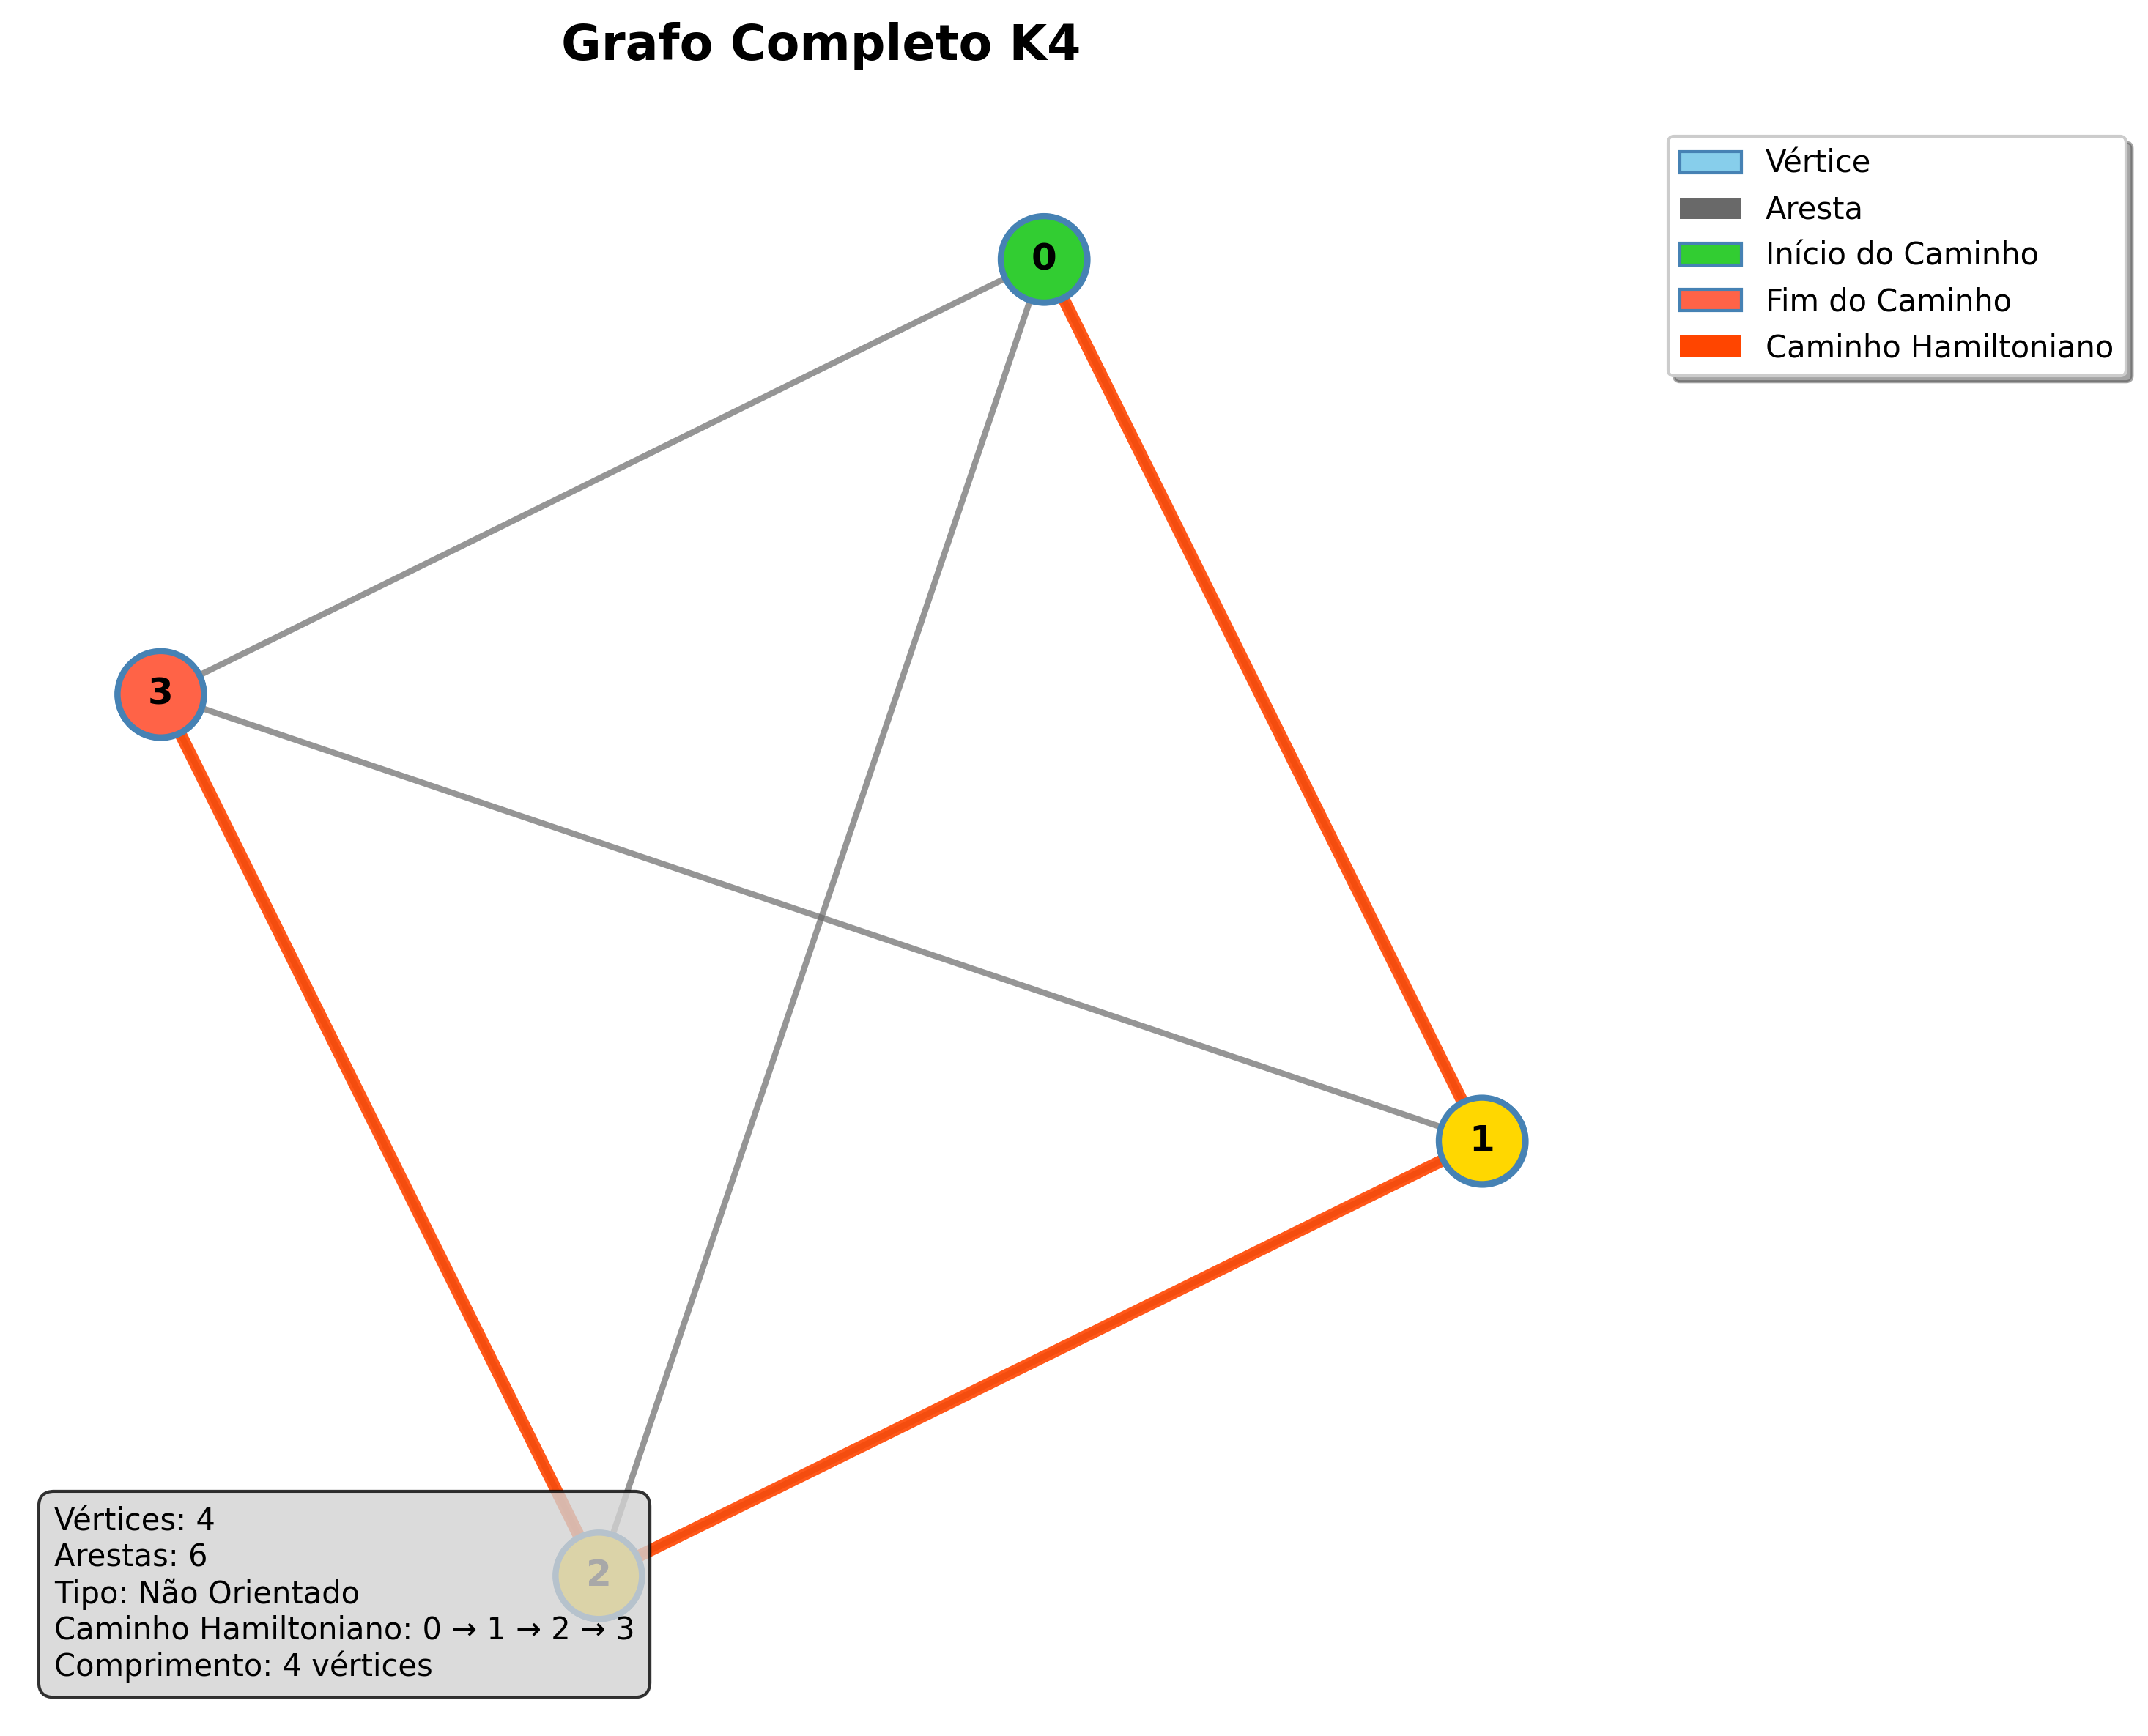 Grafo Completo K4
Vértice
Aresta
Início do Caminho
Fim do Caminho
Caminho Hamiltoniano
0
3
1
2
Vértices: 4
Arestas: 6
Tipo: Não Orientado
Caminho Hamiltoniano: 0 → 1 → 2 → 3
Comprimento: 4 vértices